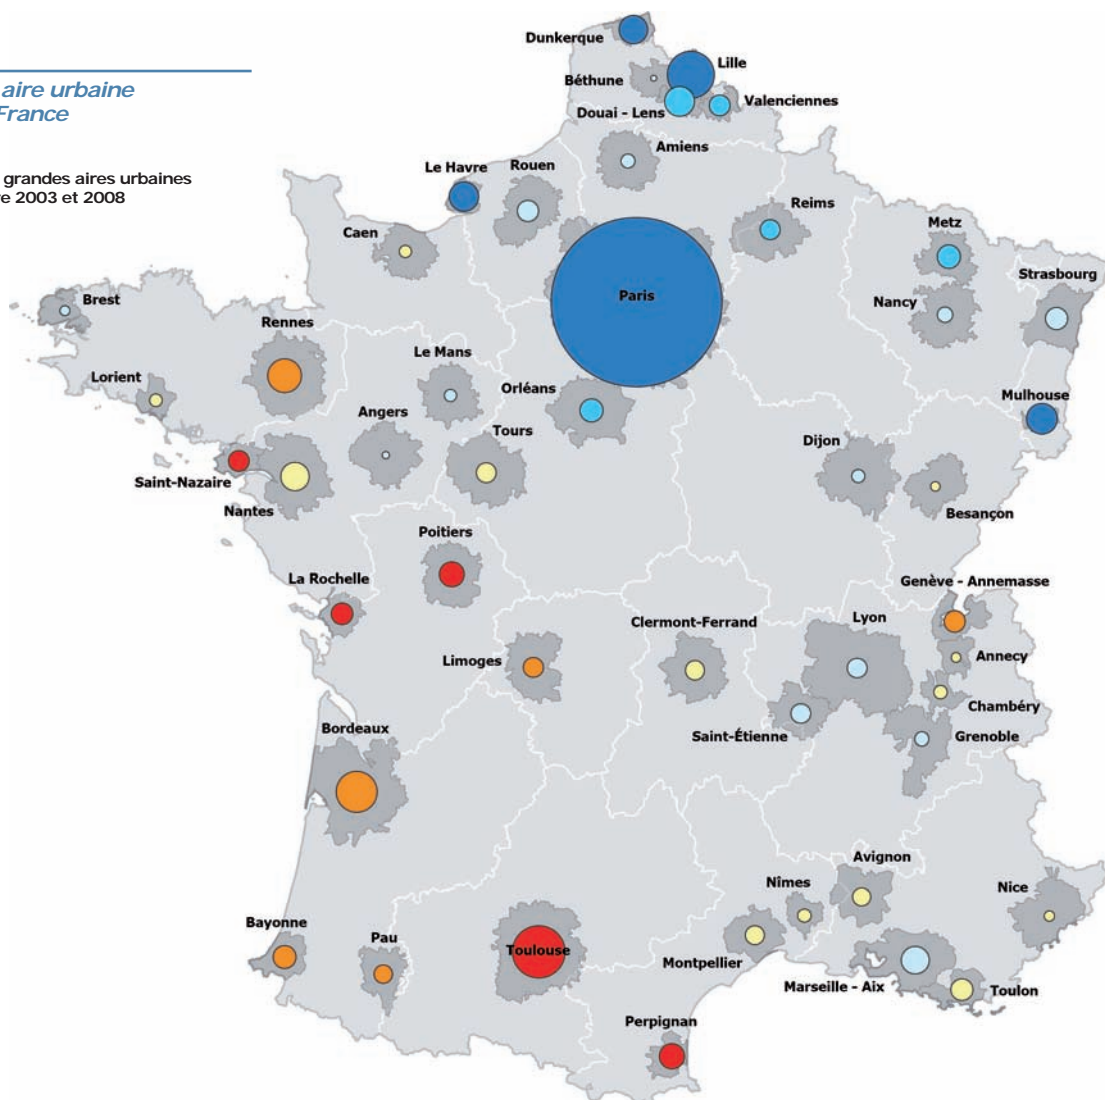 aire urbaine
France
grandes aires urbaines
e 2003 et 2008
Dunkerque
Lille
Béthune
Valenciennes
Douai - Lens
Amiens
Le Havre
Rouen
Reims
Metz
Caen
Strasbourg
Paris
Brest
Nancy
Rennes
Le Mans
Lorient
Orléans
Mulhouse
Angers
Tours
Dijon
Saint-Nazaire
Nantes
Besançon
Poitiers
La Rochelle
Genève - Annemasse
Lyon
Clermont-Ferrand
Limoges
Annecy
Chambéry
Bordeaux
Saint-Étienne
Grenoble
Avignon
Nîmes
Nice
Bayonne
Pau
Toulouse
Montpellier
Marseille - Aix
Toulon
Perpignan